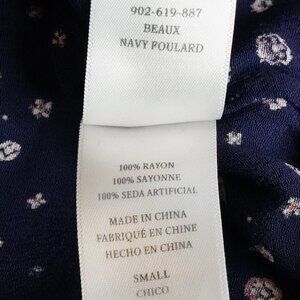 902-619-887
BEAUX
NAVY FOULARD
100% RAYON
100% SAYONNE
100% SEDA ARTIFICIAL
MADE IN CHINA
FABRIQUÉ EN CHINE
HECHO EN CHINA
SMALL
CHICO